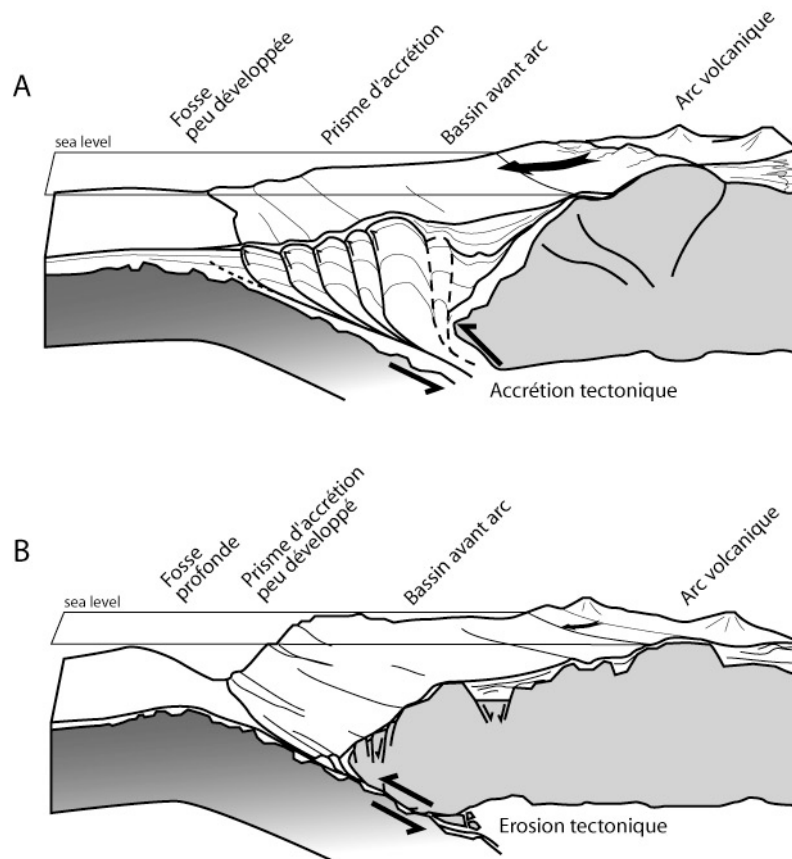 A
Fosse
peu développée
Prisme d'accrétion
Bassin avant arc
Arc volcanique
sea level
Accrétion tectonique
B
Fosse
profonde
Prisme d'accrétion
peu développé
Bassin avant arc
Arc volcanique
sea level
Erosion tectonique